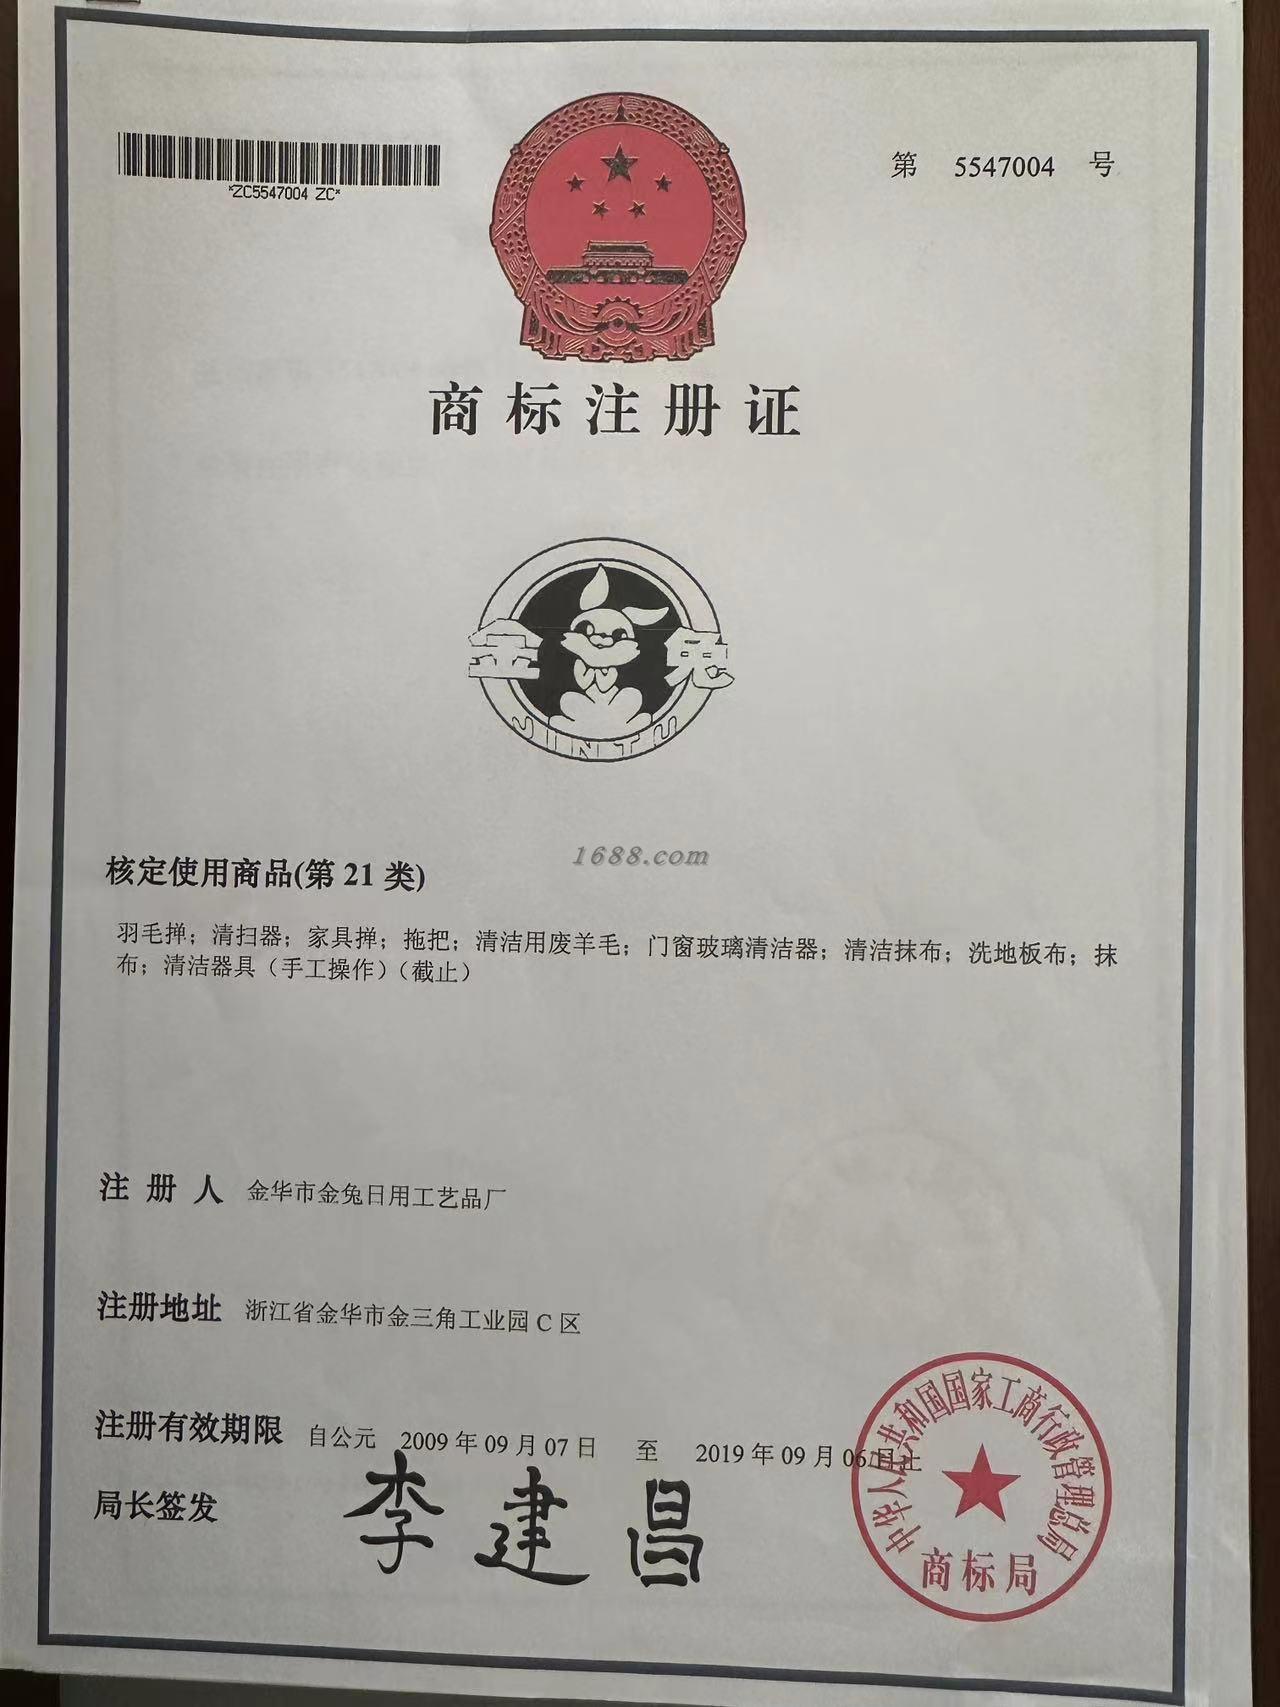 *ZC5547004 ZC*
第 5547004 号
商标注册证
金兔
JINTU
1688.com
核定使用商品(第 21 类)
羽毛掸；清扫器；家具掸；拖把；清洁用废羊毛；门窗玻璃清洁器；清洁抹布；洗地板布；抹
布；清洁器具（手工操作）（截止）
注册人 金华市金兔日用工艺品厂
注册地址 浙江省金华市金三角工业园 C 区
注册有效期限 自公元 2009 年 09 月 07 日 至 2019 年 09 月 06 日止
局长签发 李建昌
中华人民共和国国家工商行政管理总局
商标局